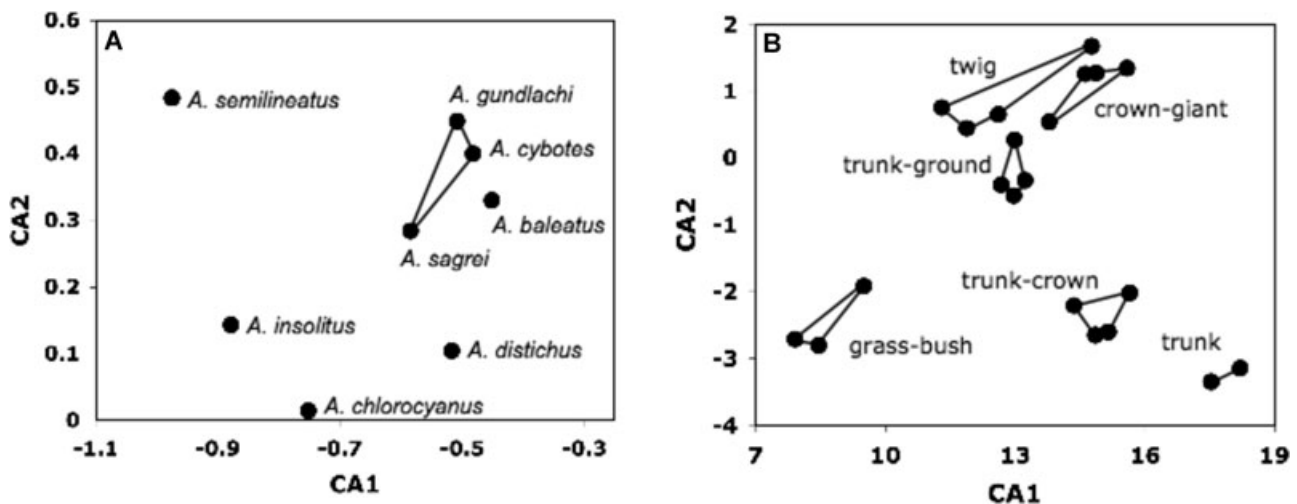 A
0.6
0.5
0.4
0.3
0.2
0.1
0
CA2
A. semilineatus
A. gundlachi
A. cybotes
A. baleatus
A. sagrei
A. insolitus
A. distichus
A. chlorocyanus
-1.1 -0.9 -0.7 -0.5 -0.3
CA1
B
2
1
0
-1
-2
-3
-4
CA2
twig
crown-giant
trunk-ground
trunk-crown
grass-bush
trunk
7 10 13 16 19
CA1